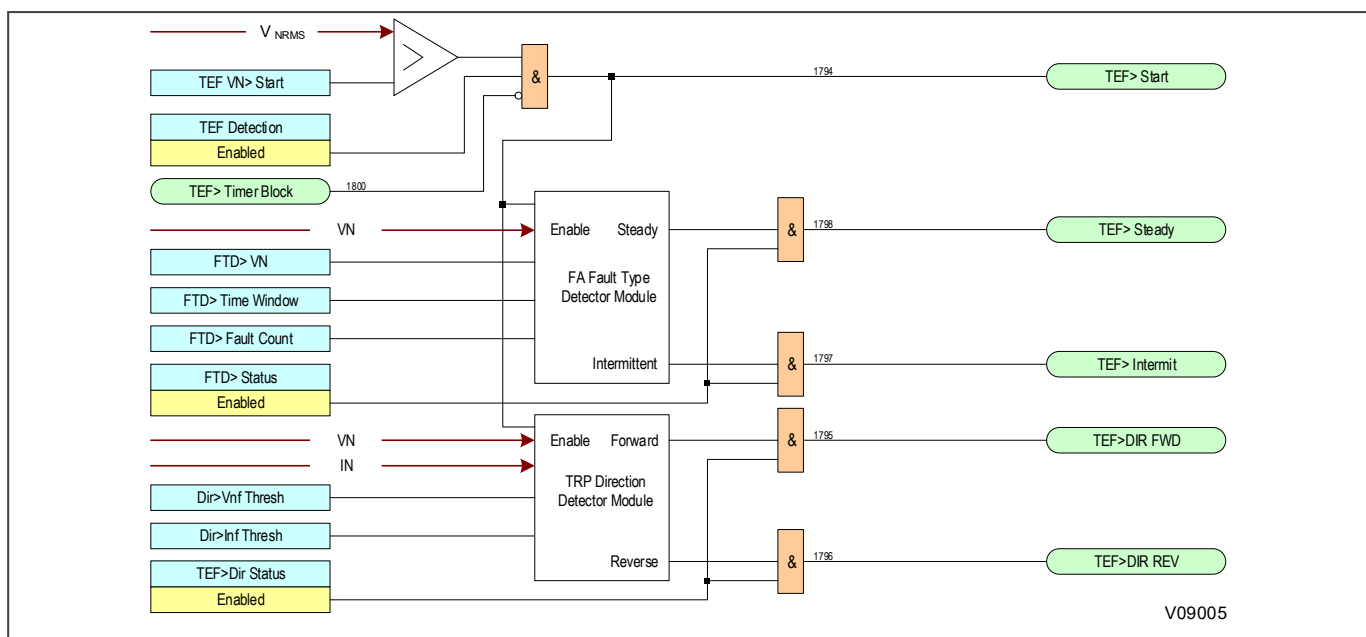 V NRMS
TEF VN> Start
&
1794
TEF> Start
TEF Detection
Enabled
TEF> Timer Block
1800
VN
Enable
Steady
&
1798
TEF> Steady
FTD> VN
FA Fault Type
Detector Module
FTD> Time Window
FTD> Fault Count
Intermittent
&
1797
TEF> Intermit
FTD> Status
Enabled
VN
Enable
Forward
&
1795
TEF>DIR FWD
IN
TRP Direction
Detector Module
Dir>Vnf Thresh
Dir>Inf Thresh
Reverse
&
1796
TEF>DIR REV
TEF>Dir Status
Enabled
V09005